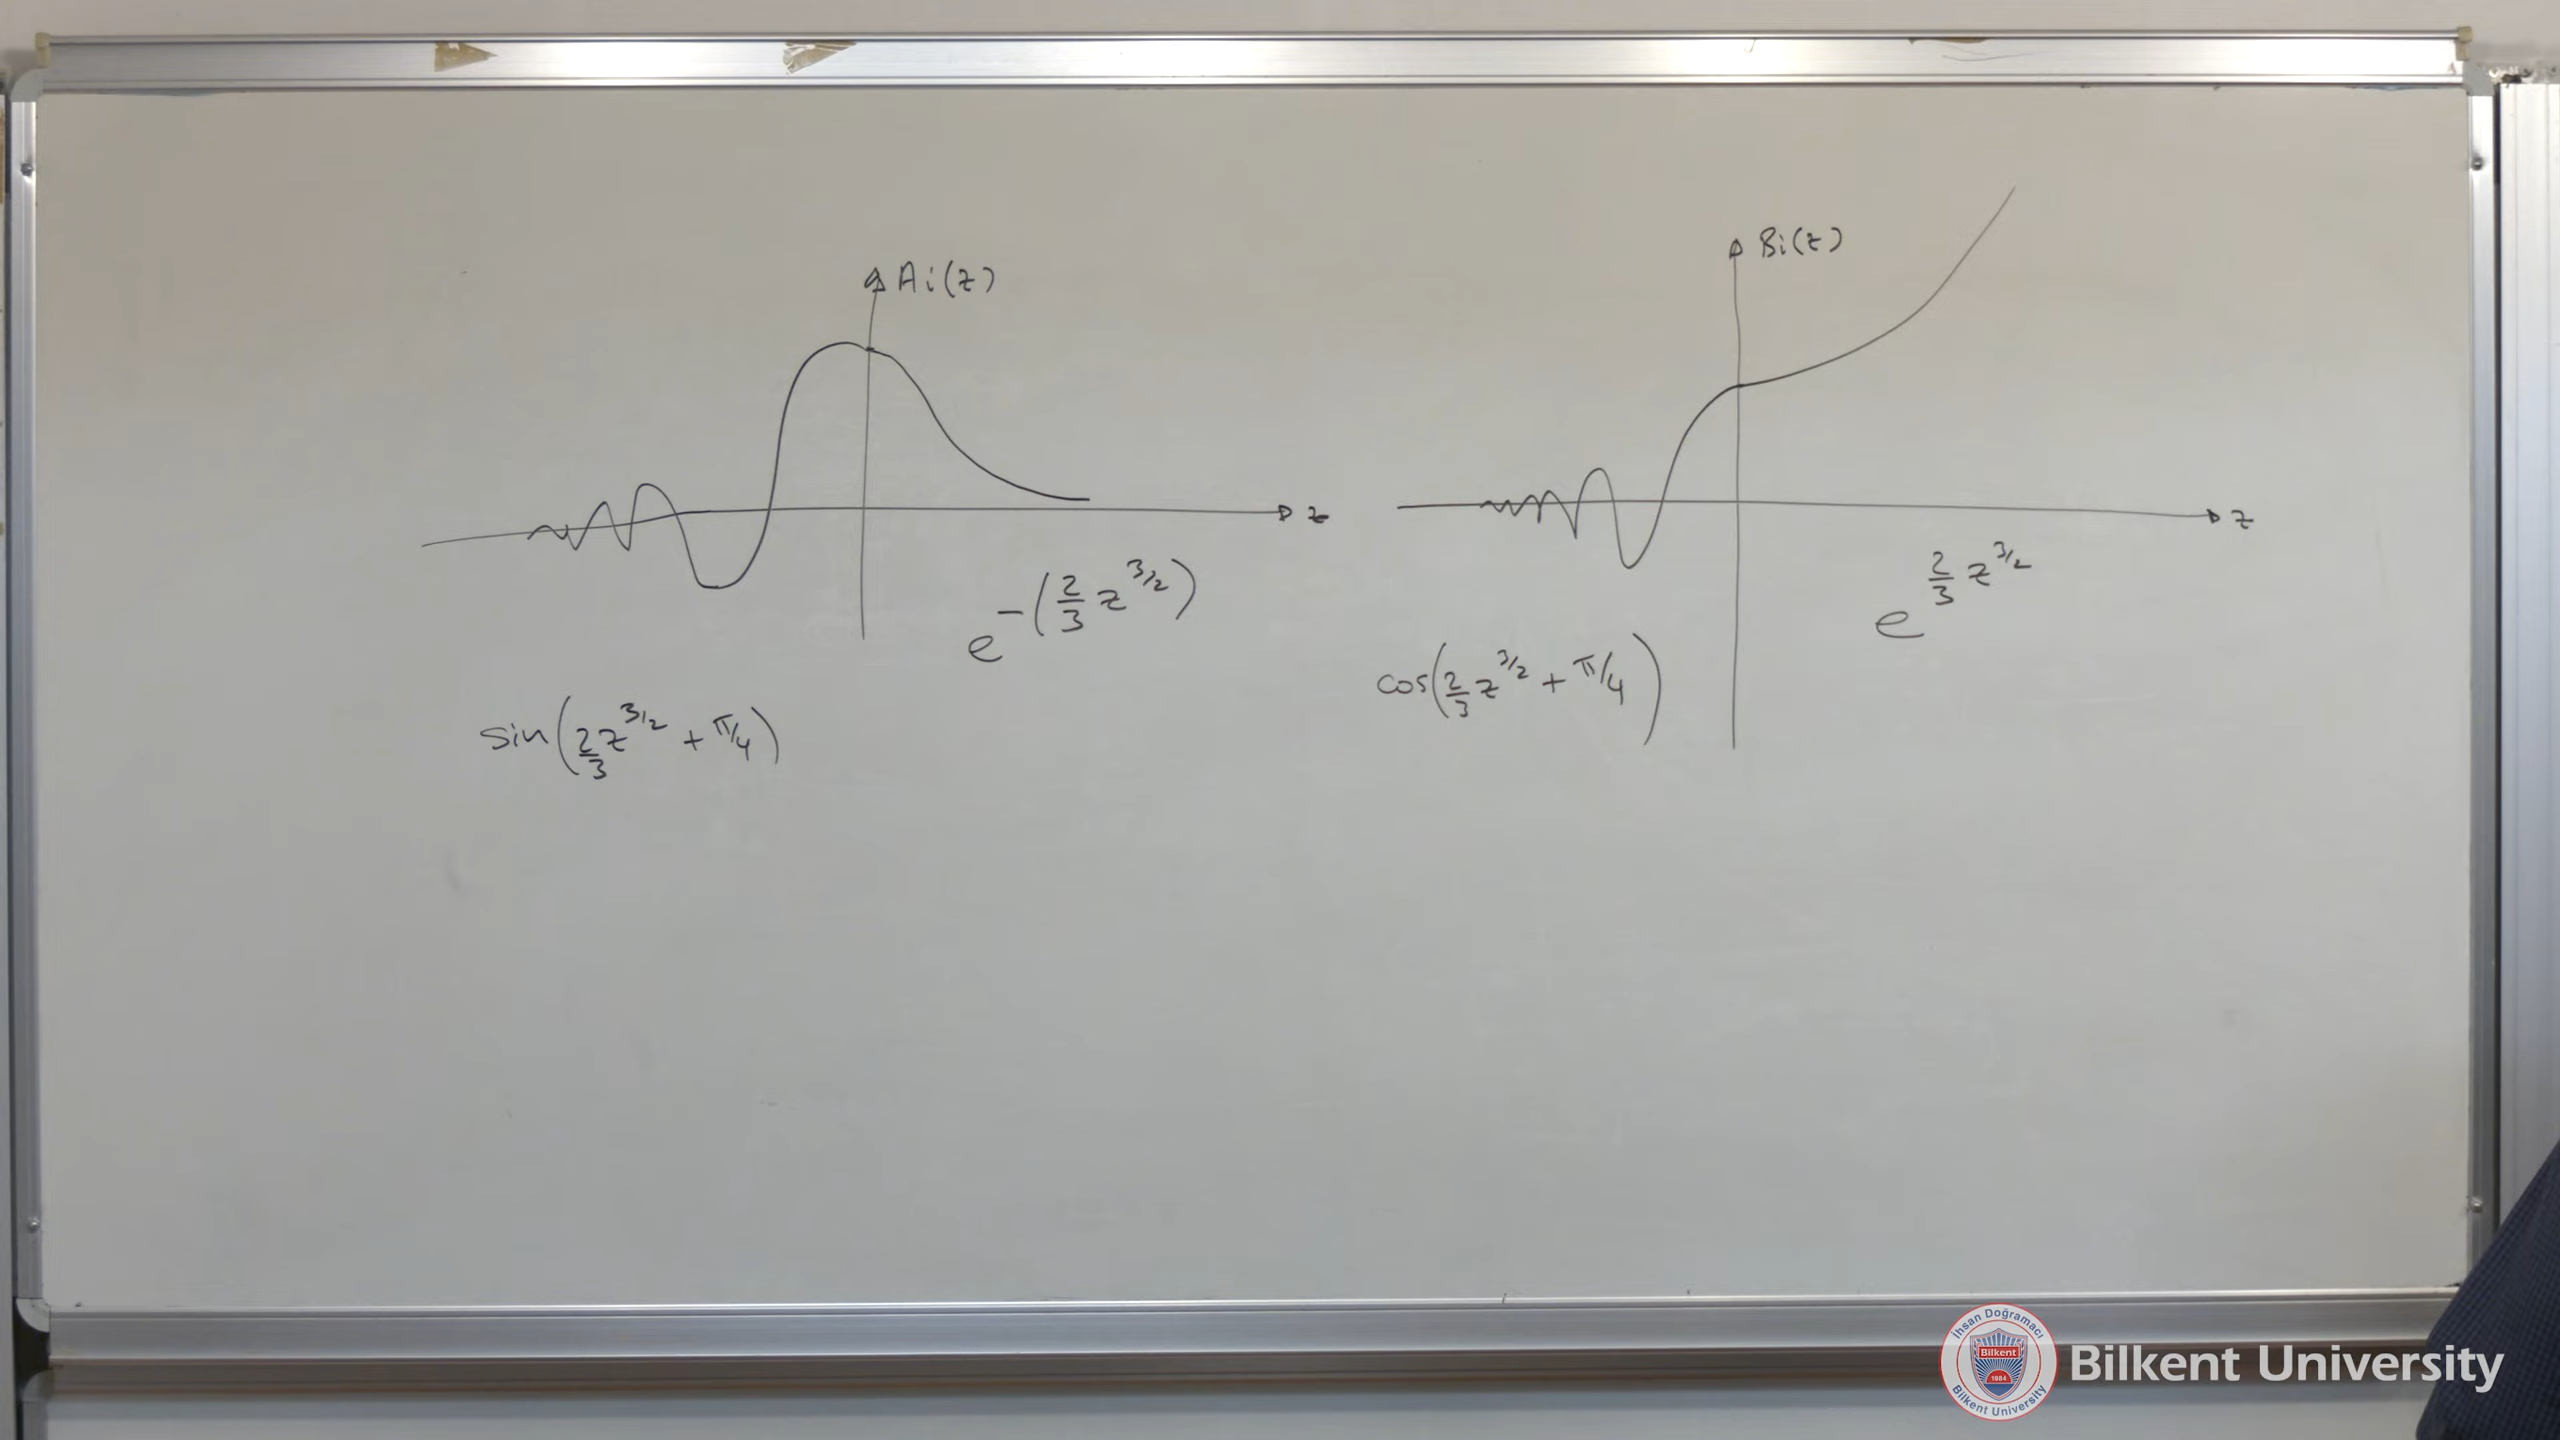 Ai(z)
z
e^{-(2/3 z^{3/2})}
sin(2/3 z^{3/2} + π/4)
Bi(z)
z
e^{2/3 z^{3/2}}
cos(2/3 z^{3/2} + π/4)
İhsan Doğramacı
Bilkent
1984
Bilkent University
Bilkent University